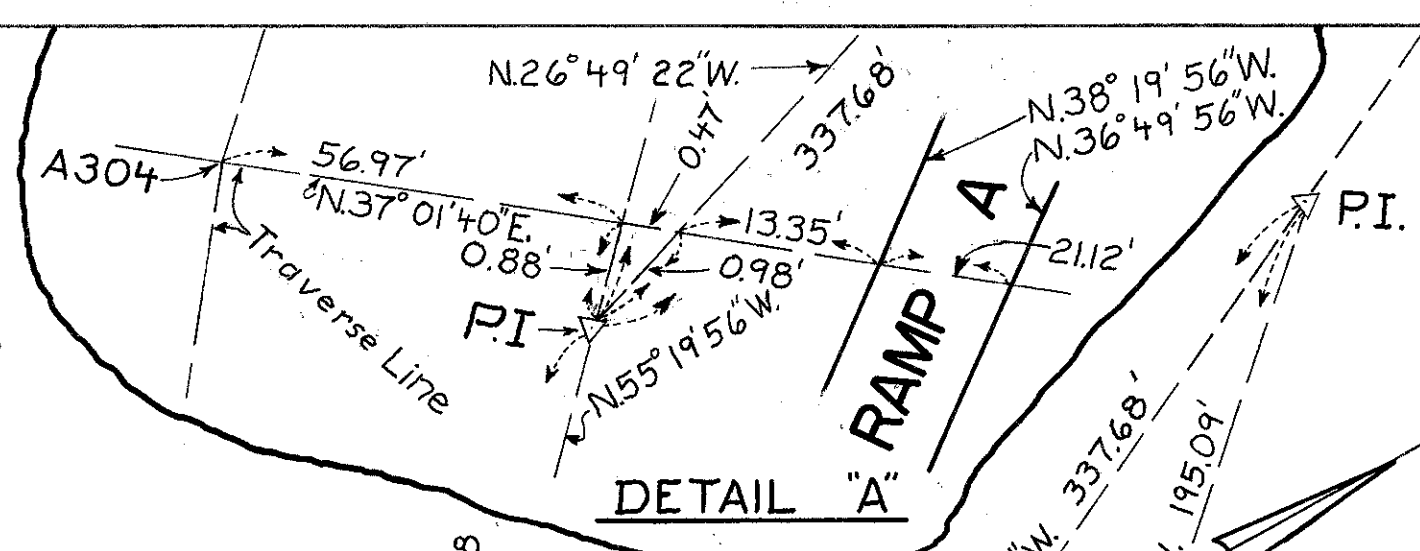 N.26°49'22"W.
337.68'
N.38°19'56"W.
N.36°49'56"W.
0.47'
A304
56.97'
N.37°01'40"E.
13.35'
21.12'
0.88'
0.98'
P.I.
P.I
Traverse Line
N.55°19'56"W.
RAMP A
DETAIL "A"
337.68'
195.09'
"W.
8